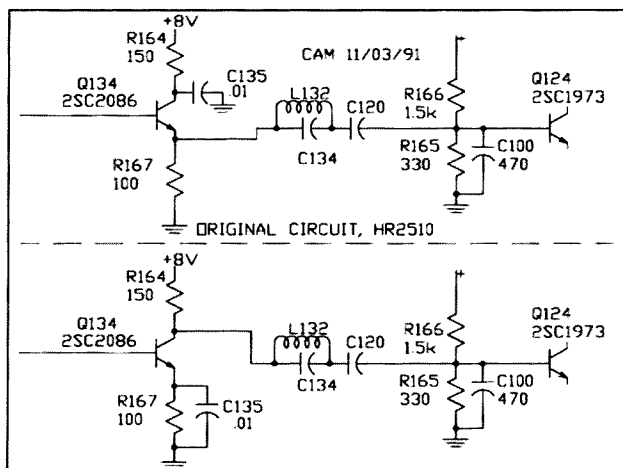 +8V
R164
150
CAM 11/03/91
Q134
2SC2086
C135
.01
L132
C120
R166
1.5k
Q124
2SC1973
C134
R167
100
R165
330
C100
470
ORIGINAL CIRCUIT, HR2510
+8V
R164
150
Q134
2SC2086
L132
C120
R166
1.5k
Q124
2SC1973
C134
R167
100
C135
.01
R165
330
C100
470